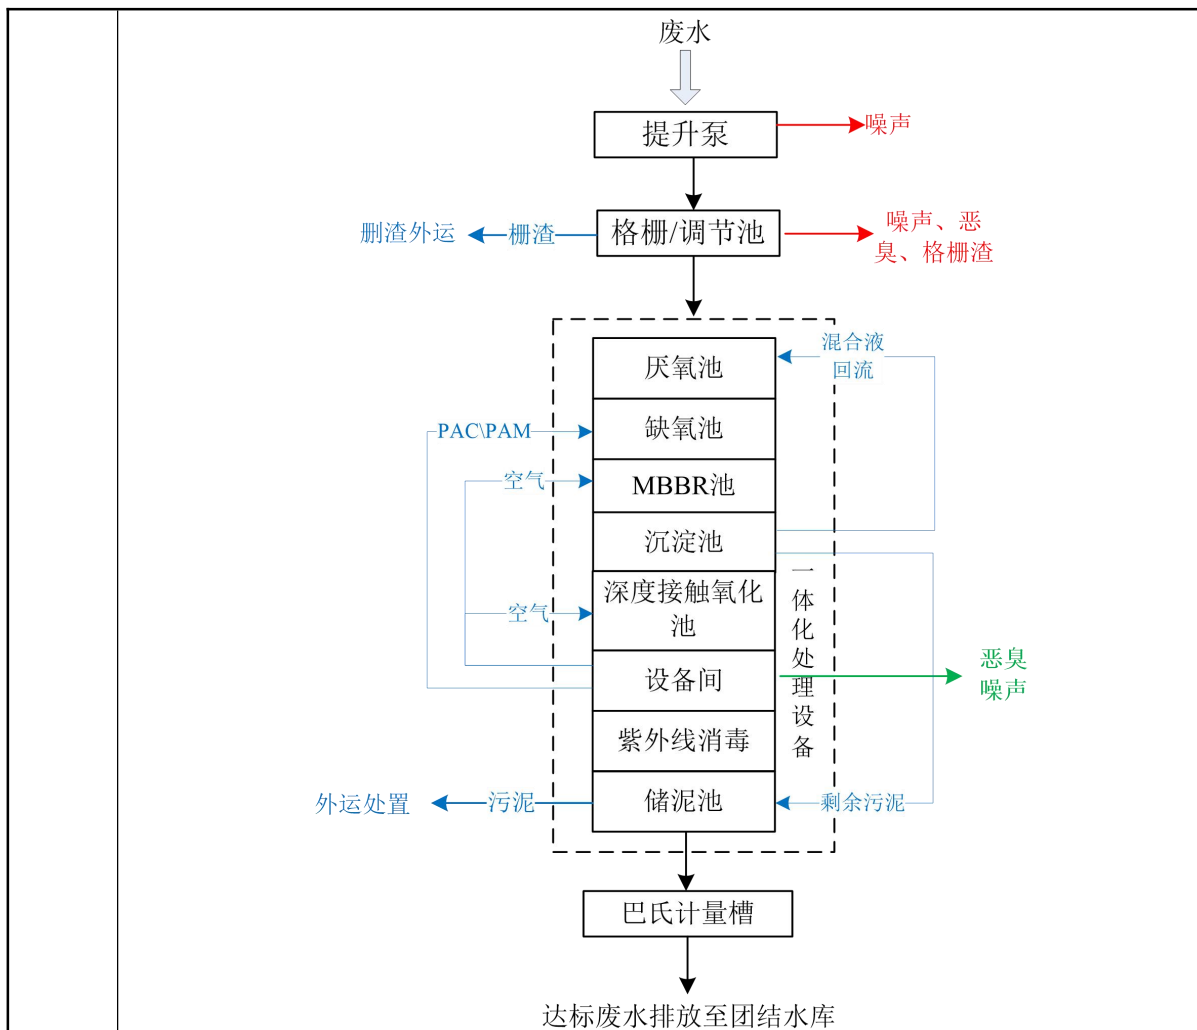 废水
提升泵
噪声
删渣外运
栅渣
格栅/调节池
噪声、恶
臭、格栅渣
混合液
回流
厌氧池
PAC\PAM
缺氧池
空气
MBBR池
沉淀池
一体化处理设备
深度接触氧化
池
空气
设备间
恶臭
噪声
紫外线消毒
外运处置
污泥
储泥池
剩余污泥
巴氏计量槽
达标废水排放至团结水库